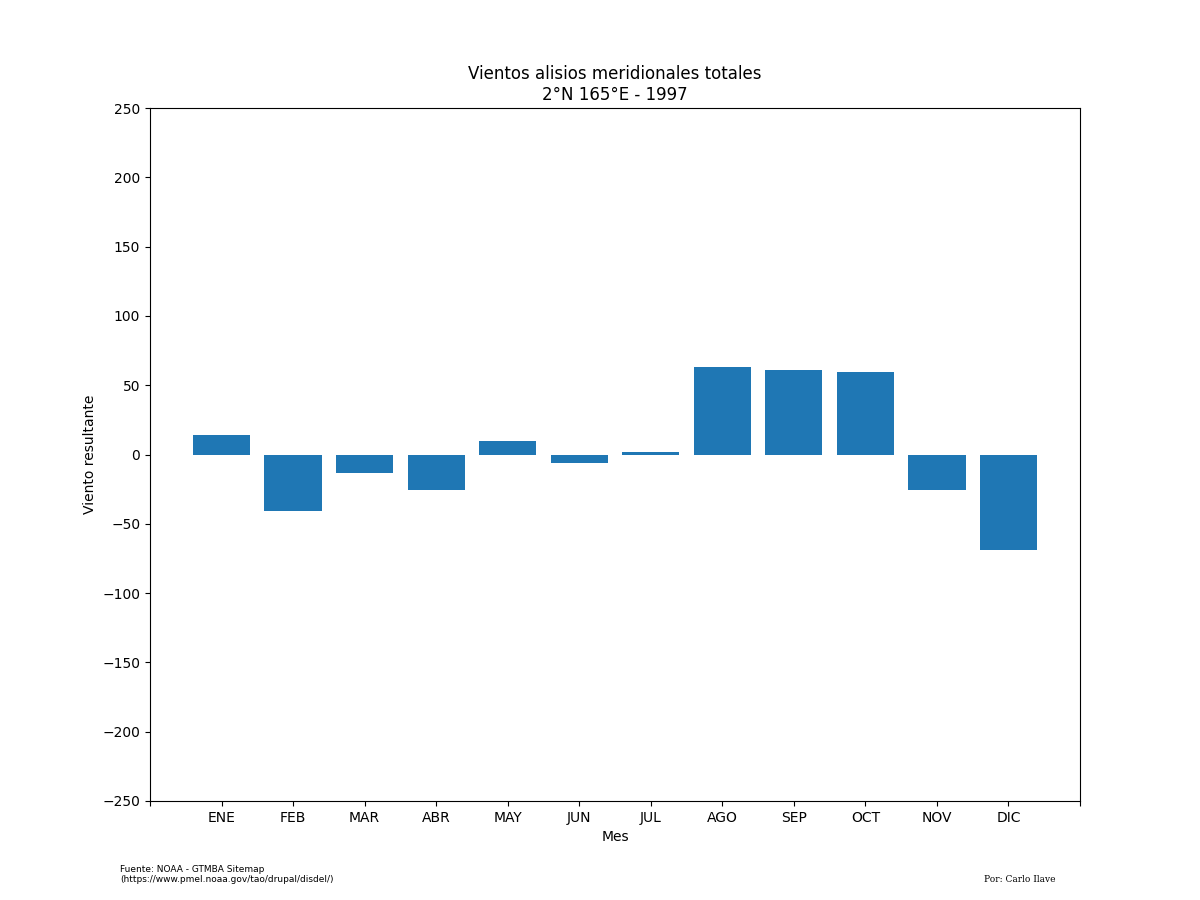 Vientos alisios meridionales totales
2°N 165°E - 1997
250
200
150
100
50
0
−50
−100
−150
−200
−250
Viento resultante
ENE FEB MAR ABR MAY JUN JUL AGO SEP OCT NOV DIC
Mes
Fuente: NOAA - GTMBA Sitemap
(https://www.pmel.noaa.gov/tao/drupal/disdel/)
Por: Carlo Ilave